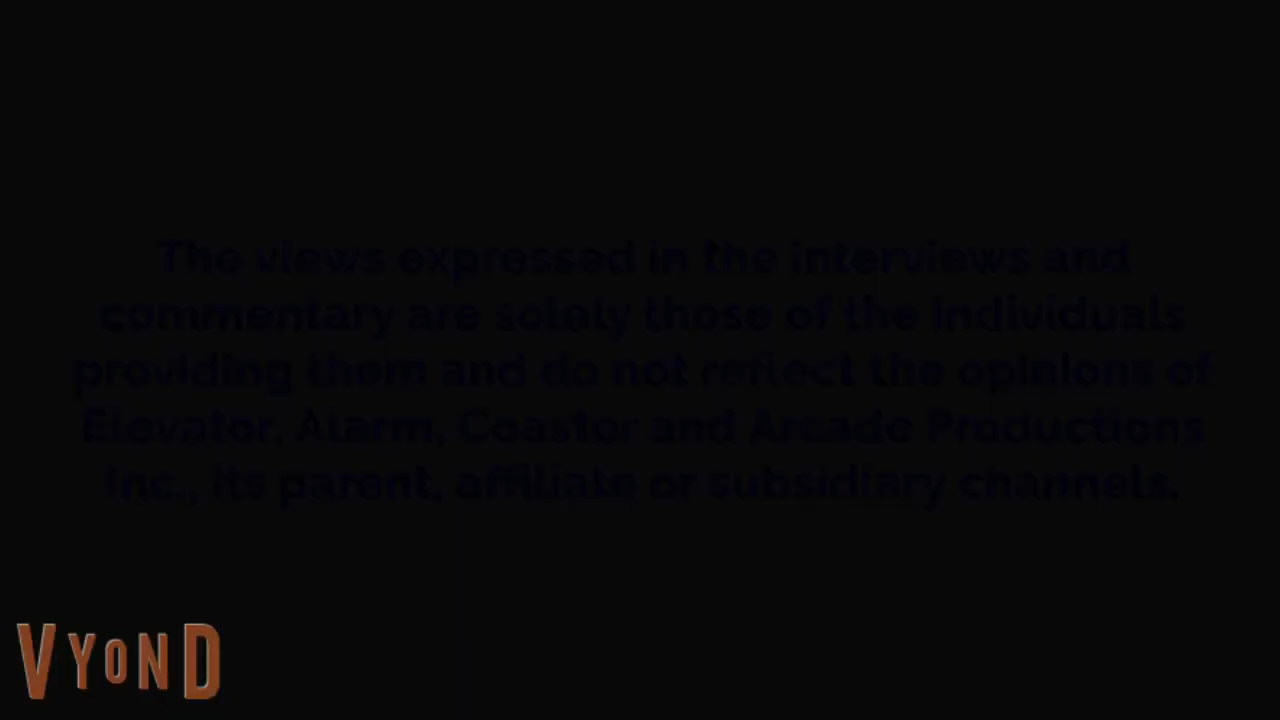 The views expressed in the interviews and
commentary are solely those of the individuals
providing them and do not reflect the opinions of
Elevator, Alarm, Coaster and Arcade Productions
Inc., its parent, affiliate or subsidiary channels.
VYOND